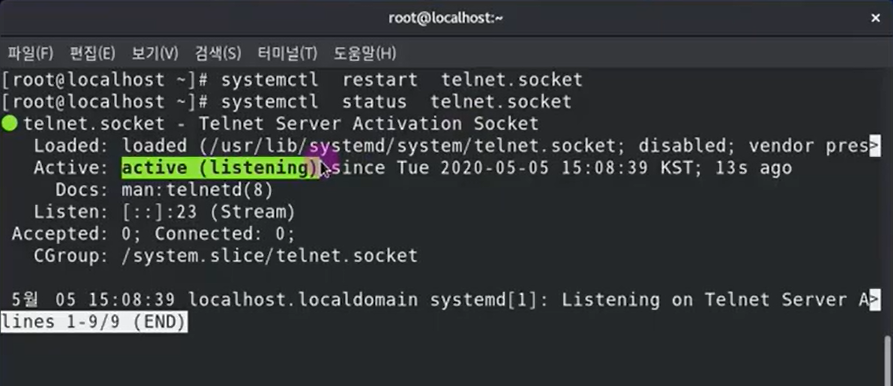 root@localhost:~
×
파일(F) 편집(E) 보기(V) 검색(S) 터미널(T) 도움말(H)
[root@localhost ~]# systemctl  restart  telnet.socket
[root@localhost ~]# systemctl  status  telnet.socket
● telnet.socket - Telnet Server Activation Socket
   Loaded: loaded (/usr/lib/systemd/system/telnet.socket; disabled; vendor pres>
   Active: active (listening) since Tue 2020-05-05 15:08:39 KST; 13s ago
     Docs: man:telnetd(8)
   Listen: [::]:23 (Stream)
 Accepted: 0; Connected: 0;
   CGroup: /system.slice/telnet.socket
 5월 05 15:08:39 localhost.localdomain systemd[1]: Listening on Telnet Server A>
lines 1-9/9 (END)